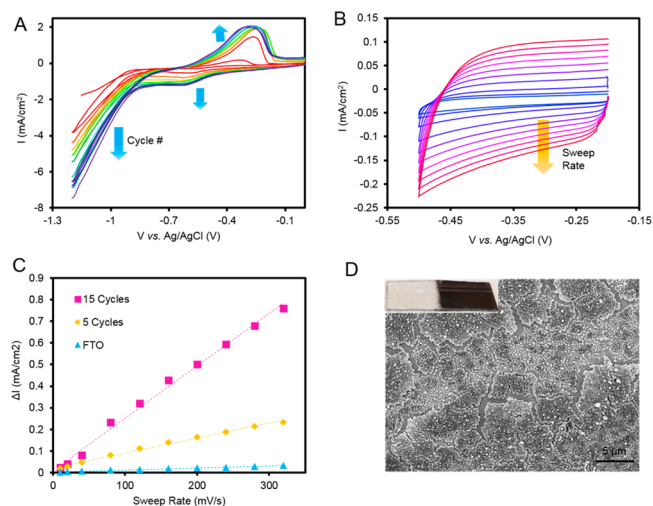 A
I (mA/cm²)
2
0
-2
-4
-6
-8
Cycle #
-1.3
-1
-0.7
-0.4
-0.1
V vs. Ag/AgCl (V)
B
I (mA/cm²)
0.15
0.1
0.05
0
-0.05
-0.1
-0.15
-0.2
-0.25
Sweep
Rate
-0.55
-0.45
-0.35
-0.25
-0.15
V vs. Ag/AgCl (V)
C
ΔI (mA/cm2)
0.9
0.8
0.7
0.6
0.5
0.4
0.3
0.2
0.1
0
15 Cycles
5 Cycles
FTO
0
100
200
300
Sweep Rate (mV/s)
D
5 µm